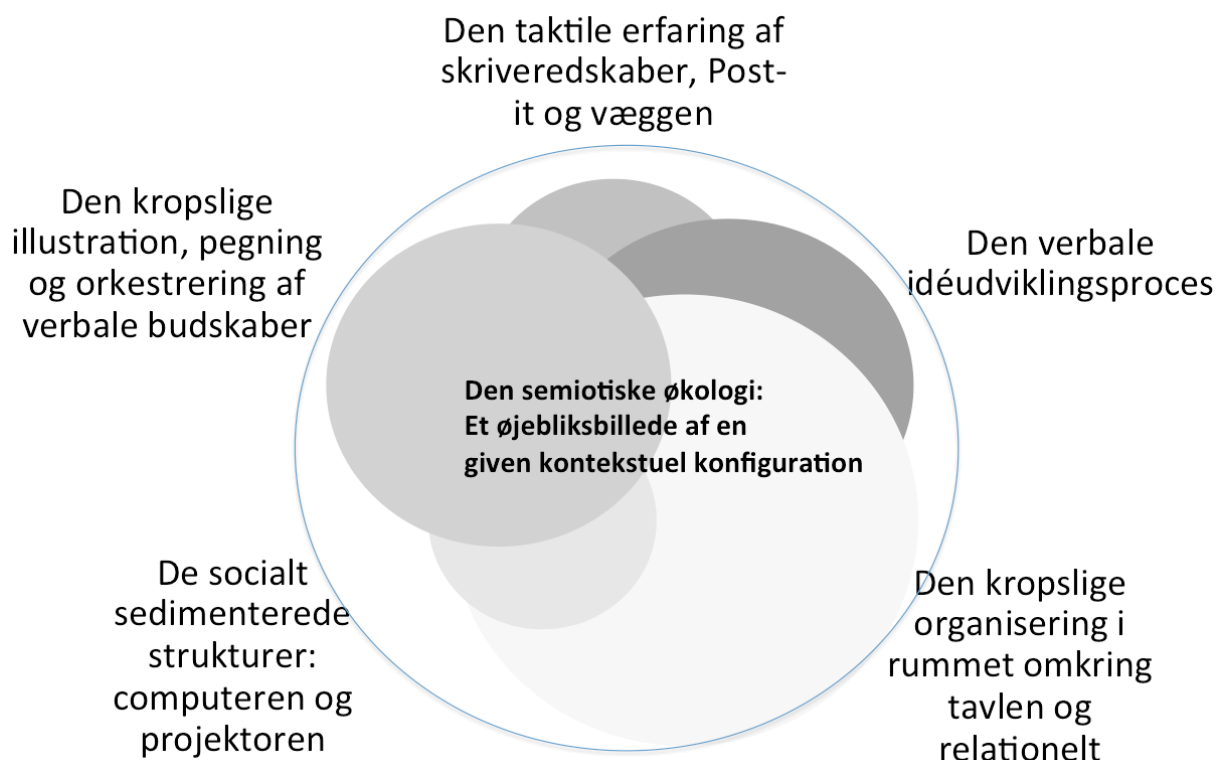 Den taktile erfaring af
skriveredskaber, Post-
it og væggen
Den kropslige
illustration, pegning
og orkestrering af
verbale budskaber
Den verbale
idéudviklingsproces
Den semiotiske økologi:
Et øjebliksbillede af en
given kontekstuel konfiguration
De socialt
sedimenterede
strukturer:
computeren og
projektoren
Den kropslige
organisering i
rummet omkring
tavlen og
relationelt